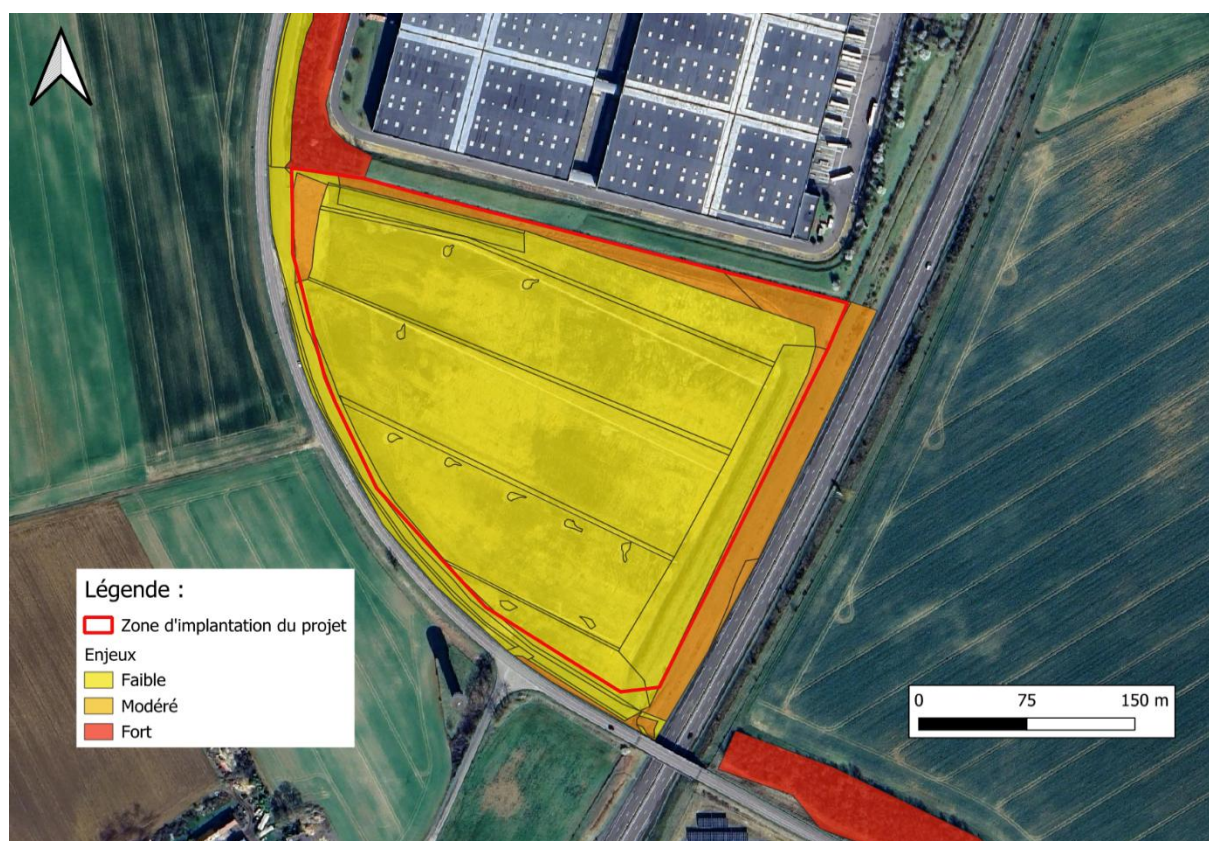 Légende :
Zone d'implantation du projet
Enjeux
Faible
Modéré
Fort
0 75 150 m